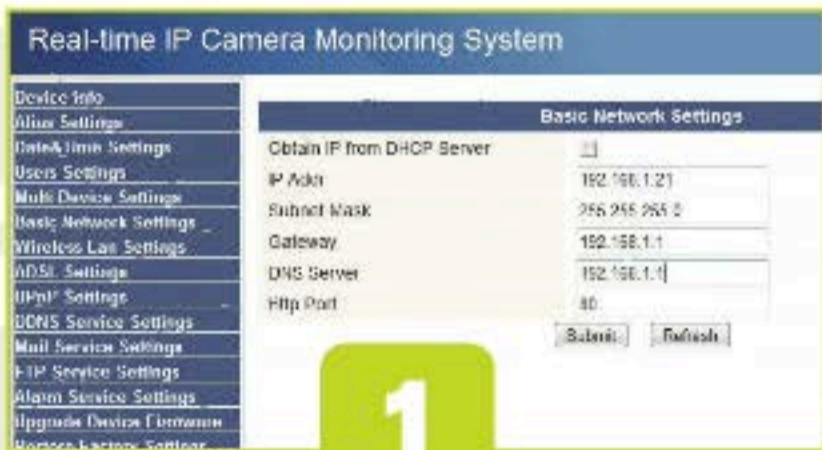 Real-time IP Camera Monitoring System
Device Info
Alias Settings
Date&Time Settings
Users Settings
Multi Device Settings
Basic Network Settings
Wireless Lan Settings
ADSL Settings
UPnP Settings
DDNS Service Settings
Mail Service Settings
FTP Service Settings
Alarm Service Settings
Upgrade Device Firmware
Restore Factory Settings
Basic Network Settings
Obtain IP from DHCP Server
IP Addr 192.168.1.21
Subnet Mask 255.255.255.0
Gateway 192.168.1.1
DNS Server 192.168.1.1
Http Port 80
Submit Refresh
1